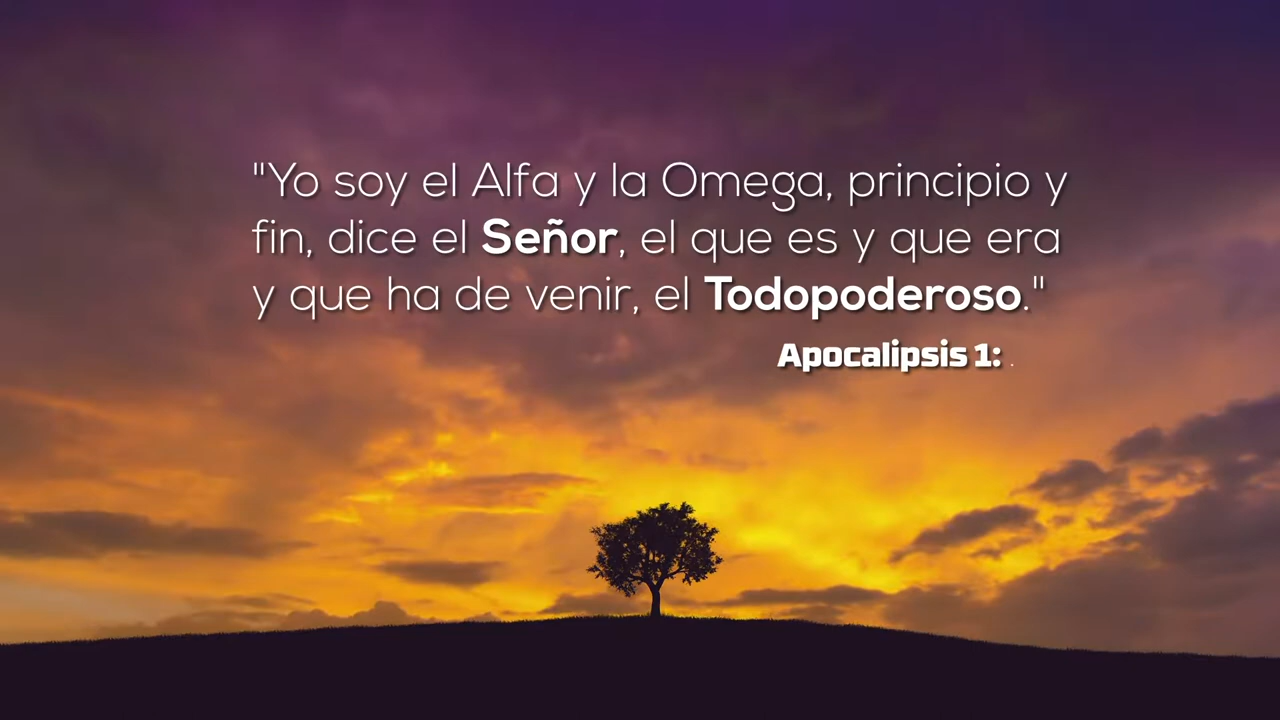 "Yo soy el Alfa y la Omega, principio y
fin, dice el Señor, el que es y que era
y que ha de venir, el Todopoderoso."
Apocalipsis 1: